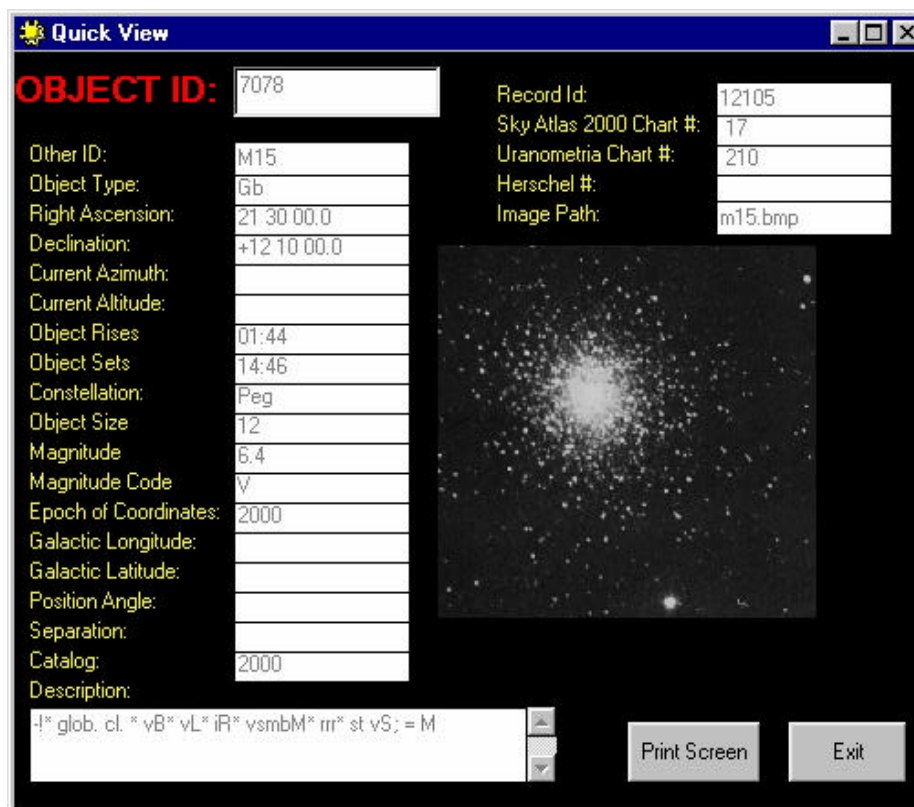 Quick View
OBJECT ID: 7078
Other ID: M15
Object Type: Gb
Right Ascension: 21 30 00.0
Declination: +12 10 00.0
Current Azimuth:
Current Altitude:
Object Rises 01:44
Object Sets 14:46
Constellation: Peg
Object Size 12
Magnitude 6.4
Magnitude Code V
Epoch of Coordinates: 2000
Galactic Longitude:
Galactic Latitude:
Position Angle:
Separation:
Catalog: 2000
Description:
-!* glob. cl. * vB* vL* iR* vsmbM* rrr* st vS; = M
Record Id: 12105
Sky Atlas 2000 Chart #: 17
Uranometria Chart #: 210
Herschel #:
Image Path: m15.bmp
Print Screen
Exit